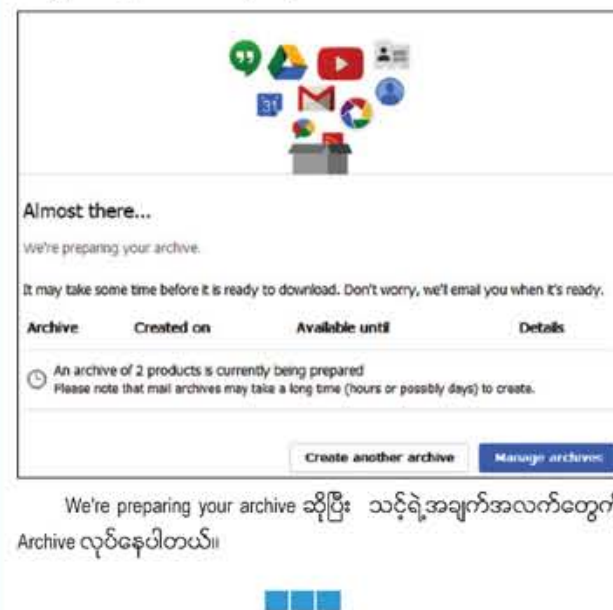 31
Almost there...
We're preparing your archive.
It may take some time before it is ready to download. Don't worry, we'll email you when it's ready.
Archive Created on Available until Details
An archive of 2 products is currently being prepared
Please note that mail archives may take a long time (hours or possibly days) to create.
Create another archive Manage archives
We're preparing your archive ဆိုပြီး သင့်ရဲ့အချက်အလက်တွေကို
Archive လုပ်နေပါတယ်။